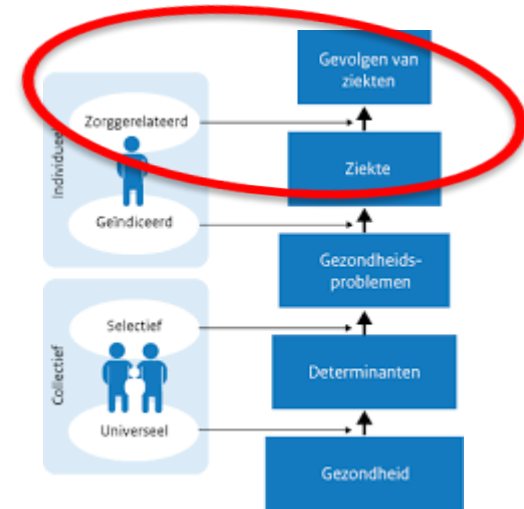 Gevolgen van
ziekten
Zorggerelateerd
Individueel
Ziekte
Geïndiceerd
Gezondheids-
problemen
Selectief
Collectief
Determinanten
Universeel
Gezondheid